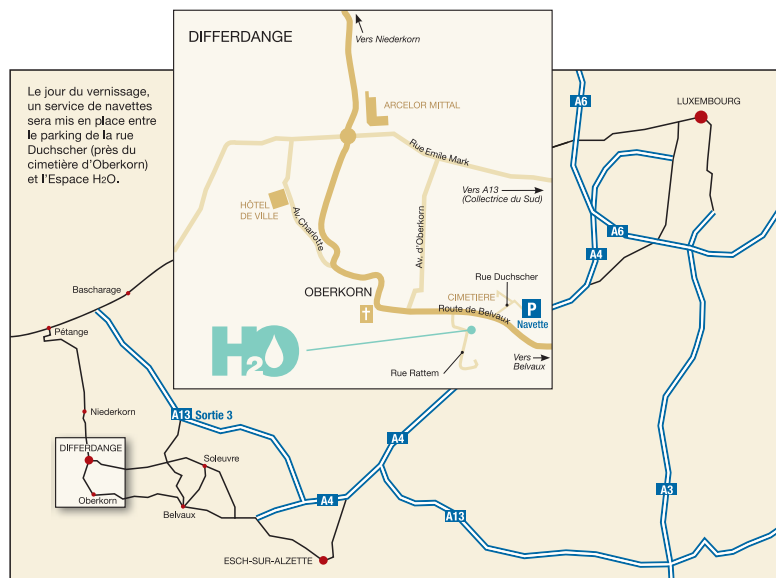 DIFFERDANGE
Vers Niederkorn
ARCELOR MITTAL
Rue Emile Mark
Vers A13
(Collectrice du Sud)
HÔTEL
DE VILLE
Av. Charlotte
Av. d'Oberkorn
OBERKORN
Rue Duchscher
CIMETIERE
Route de Belvaux
P
Navette
H2O
Rue Rattem
Vers
Belvaux
Le jour du vernissage,
un service de navettes
sera mis en place entre
le parking de la rue
Duchscher (près du
cimetière d'Oberkorn)
et l'Espace H2O.
A6
LUXEMBOURG
A6
A4
Bascharage
Pétange
Niederkorn
A13 Sortie 3
DIFFERDANGE
Oberkorn
Soleuvre
Belvaux
A4
A4
A13
A3
ESCH-SUR-ALZETTE